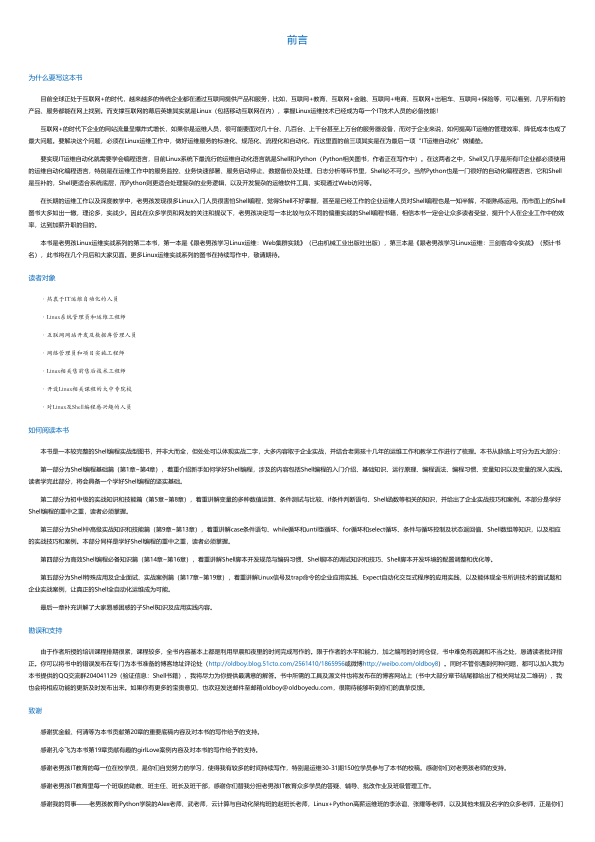 前言
为什么要写这本书
目前全球正处于互联网+的时代，越来越多的传统企业都在通过互联网提供产品和服务，比如，互联网+教育、互联网+金融、互联网+电商、互联网+出租车、互联网+保险等，可以看到，几乎所有的
产品、服务都能在网上找到。而支撑互联网的幕后英雄其实就是Linux（包括移动互联网在内），掌握Linux运维技术已经成为每一个IT技术人员的必备技能！
互联网+的时代下企业的网站流量呈爆炸式增长，如果你是运维人员，很可能要面对几十台、几百台、上千台甚至上万台的服务器设备，而对于企业来说，如何提高IT运维的管理效率、降低成本也成了
重大问题。要解决这个问题，必须在Linux运维工作中，做好运维服务的标准化、规范化、流程化和自动化，而这里面的前三项其实是在为最后一项“IT运维自动化”做铺垫。
要实现IT运维自动化就需要学会编程语言，目前Linux系统下最流行的运维自动化语言就是Shell和Python（Python相关图书，作者正在写作中）。在这两者之中，Shell又几乎是所有IT企业都必须使用
的运维自动化编程语言，特别是在运维工作中的服务监控、业务快速部署、服务启动停止、数据备份及处理、日志分析等环节里，Shell必不可少。当然Python也是一门很好的自动化编程语言，它和Shell
是互补的，Shell更适合系统底层，而Python则更适合处理复杂的业务逻辑，以及开发复杂的运维软件工具，实现通过Web访问等。
在长期的运维工作以及深度教学中，老男孩发现很多Linux入门人员很害怕Shell编程，觉得Shell不好掌握，甚至是已经工作的企业运维人员对Shell编程也是一知半解，不能熟练运用。而市面上的Shell
图书大多如出一辙，理论多，实战少。因此在众多学员和网友的关注和提议下，老男孩决定写一本比较与众不同的偏重实战的Shell编程书籍，相信本书一定会让众多读者受益，提升个人在企业工作中的效
率，达到加薪升职的目的。
本书是老男孩Linux运维实战系列的第二本书，第一本是《跟老男孩学习Linux运维：Web集群实践》（已由机械工业出版社出版），第三本是《跟老男孩学习Linux运维：三剑客命令实战》（预计书
名），此书将在几个月后和大家见面。更多Linux运维实战系列的图书在持续写作中，敬请期待。
读者对象
·热衷于IT运维自动化的人员
·Linux系统管理员和运维工程师
·互联网网站开发及数据库管理人员
·网络管理员和项目实施工程师
·Linux相关售前售后技术工程师
·开设Linux相关课程的大中专院校
·对Linux及Shell编程感兴趣的人员
如何阅读本书
本书是一本较完整的Shell编程实战型图书，并非大而全，但处处可以体现实战二字，大多内容取于企业实战，并结合老男孩十几年的运维工作和教学工作进行了梳理。本书从脉络上可分为五大部分：
第一部分为Shell编程基础篇（第1章~第4章），着重介绍新手如何学好Shell编程，涉及的内容包括Shell编程的入门介绍、基础知识、运行原理、编程语法、编程习惯、变量知识以及变量的深入实践。
读者学完此部分，将会具备一个学好Shell编程的坚实基础。
第二部分为初中级的实战知识和技能篇（第5章~第8章），着重讲解变量的多种数值运算、条件测试与比较、if条件判断语句、Shell函数等相关的知识，并给出了企业实战技巧和案例。本部分是学好
Shell编程的重中之重，读者必须掌握。
第三部分为Shell中高级实战知识和技能篇（第9章~第13章），着重讲解case条件语句、while循环和until型循环、for循环和select循环、条件与循环控制及状态返回值、Shell数组等知识，以及相应
的实战技巧和案例。本部分同样是学好Shell编程的重中之重，读者必须掌握。
第四部分为高效Shell编程必备知识篇（第14章~第16章），着重讲解Shell脚本开发规范与编码习惯、Shell脚本的调试知识和技巧、Shell脚本开发环境的配置调整和优化等。
第五部分为Shell特殊应用及企业面试、实战案例篇（第17章~第19章），着重讲解Linux信号及trap命令的企业应用实践、Expect自动化交互式程序的应用实践，以及能体现全书所讲技术的面试题和
企业实战案例，让真正的Shell全自动化运维成为可能。
最后一章补充讲解了大家易感困惑的子Shell知识及应用实践内容。
勘误和支持
由于作者所授的培训课程排期很紧，课程较多，全书内容基本上都是利用早晨和夜里的时间完成写作的。限于作者的水平和能力，加之编写的时间仓促，书中难免有疏漏和不当之处，恳请读者批评指
正。你可以将书中的错误发布在专门为本书准备的博客地址评论处（http://oldboy.blog.51cto.com/2561410/1865956或微博http://weibo.com/oldboy8）。同时不管你遇到何种问题，都可以加入我为
本书提供的QQ交流群204041129（验证信息：Shell书籍），我将尽力为你提供最满意的解答。书中所需的工具及源文件也将发布在的博客网站上（书中大部分章节结尾都给出了相关网址及二维码），我
也会将相应功能的更新及时发布出来。如果你有更多的宝贵意见，也欢迎发送邮件至邮箱oldboy@oldboyedu.com，很期待能够听到你们的真挚反馈。
致谢
感谢犹金毅、何清等为本书贡献第20章的重要底稿内容及对本书的写作给予的支持。
感谢孔令飞为本书第19章贡献有趣的girlLove案例内容及对本书的写作给予的支持。
感谢老男孩IT教育的每一位在校学员，是你们自觉努力的学习，使得我有较多的时间持续写作，特别是运维30-31期150位学员参与了本书的校稿。感谢你们对老男孩老师的支持。
感谢老男孩IT教育里每一个班级的助教、班主任、班长及班干部，感谢你们替我分担老男孩IT教育众多学员的答疑、辅导、批改作业及班级管理工作。
感谢我的同事——老男孩教育Python学院的Alex老师、武老师，云计算与自动化架构班的赵班长老师，Linux+Python高薪运维班的李泳谊、张耀等老师，以及其他未提及名字的众多老师，正是你们